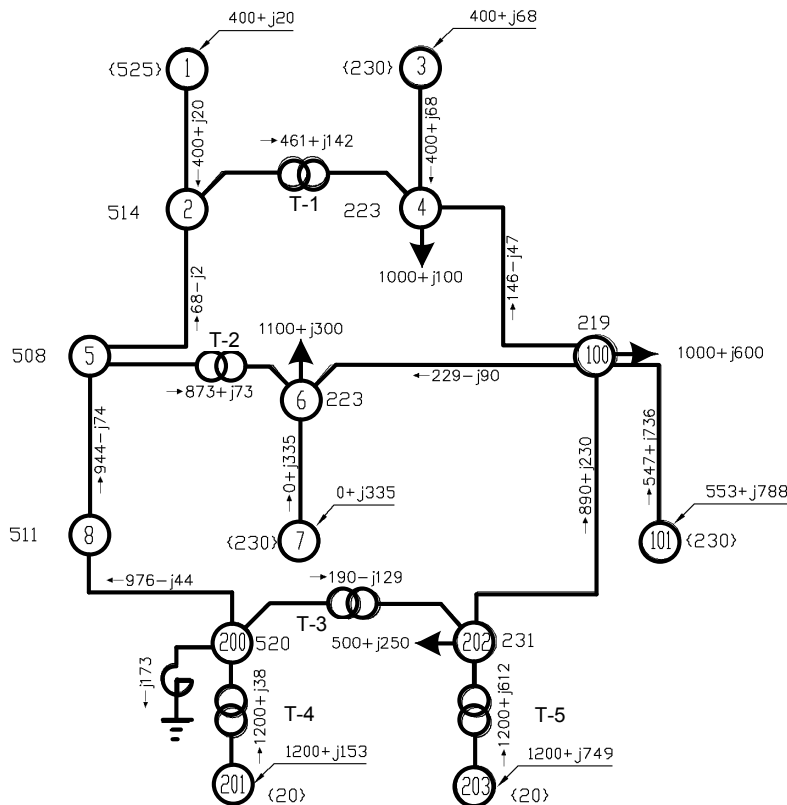 400+j20
400+j68
{525}
1
{230}
3
→400+j20
→400+j68
→461+j142
T-1
514
2
223
4
1000+j100
→146-j47
→68-j2
219
1100+j300
T-2
508
5
100
1000+j600
→873+j73
←229-j90
6
223
→944-j74
→0+j335
→890+j230
→547+j736
0+j335
553+j788
511
8
{230}
7
101
{230}
←976-j44
→190-j129
T-3
200
520
500+j250
202
231
→j173
→1200+j38
T-4
→1200+j612
T-5
1200+j153
1200+j749
201
{20}
203
{20}